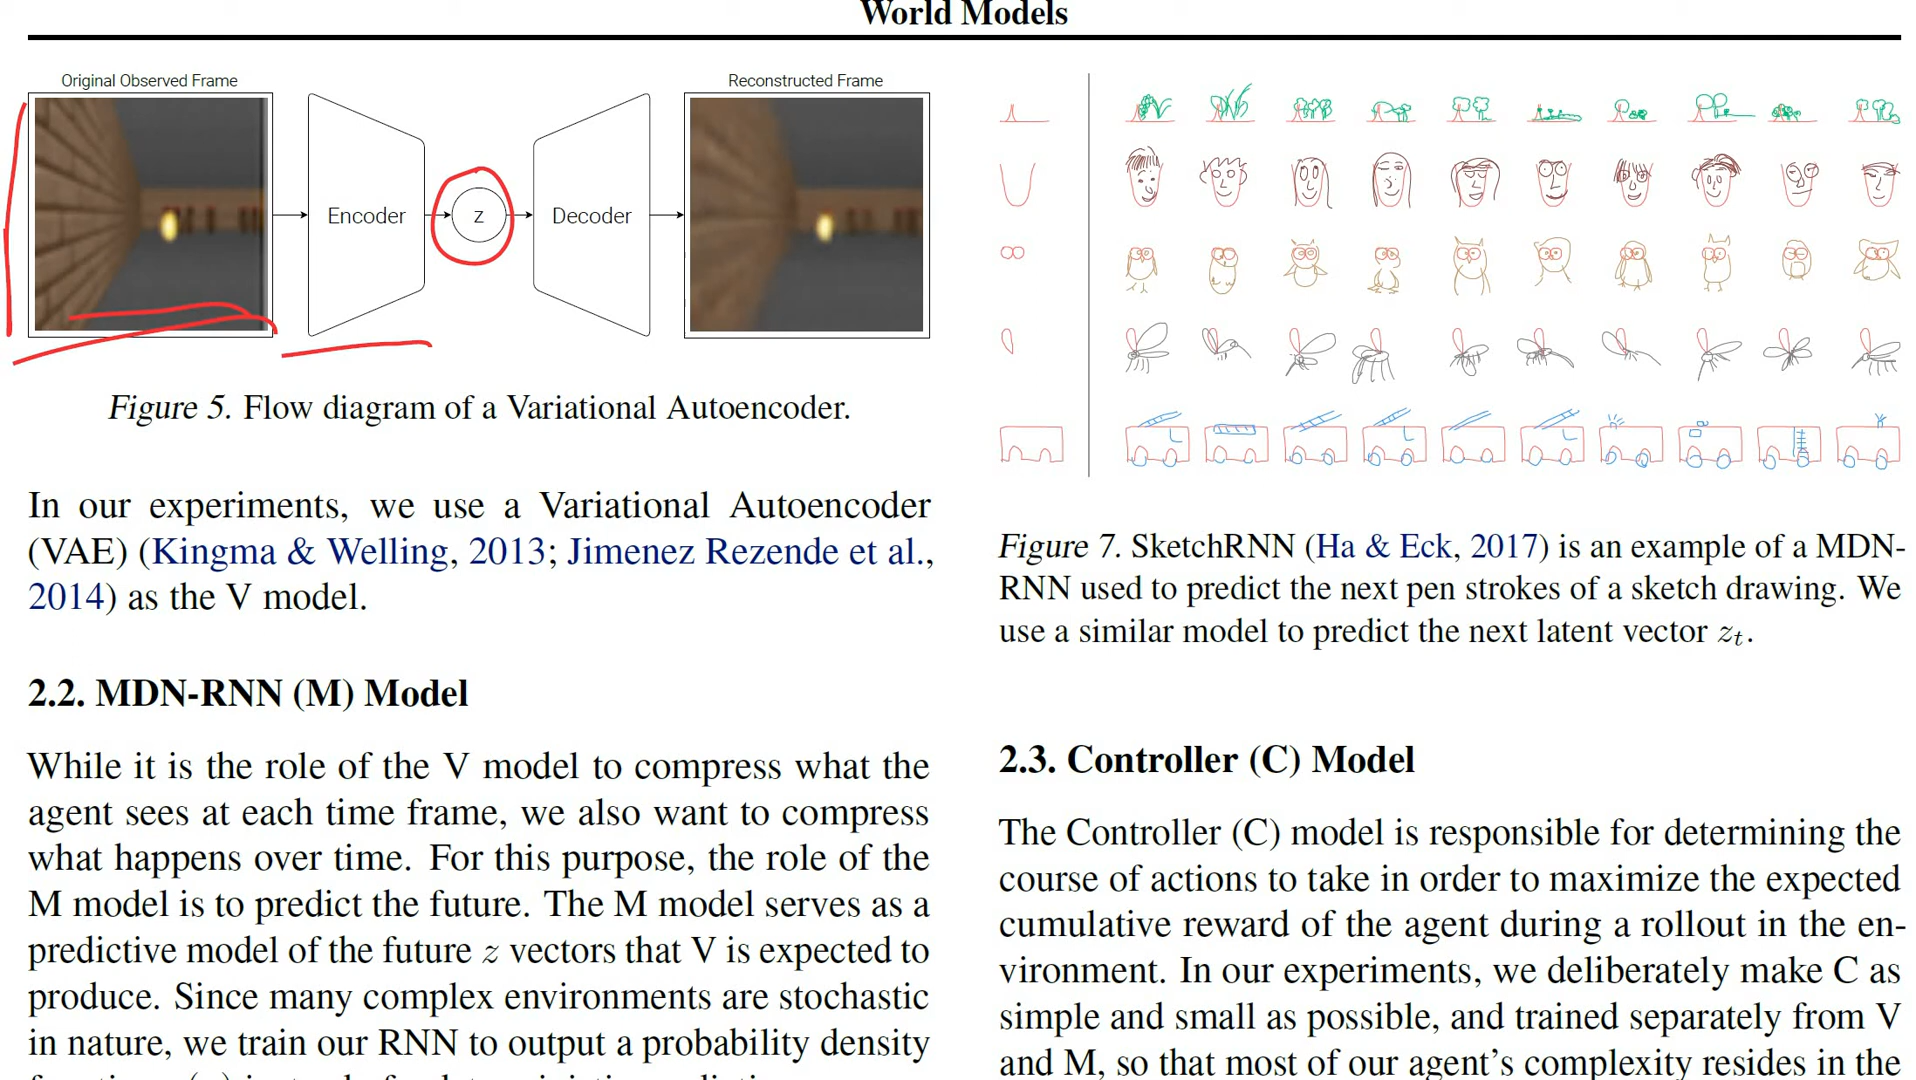 World Models
Original Observed Frame
Reconstructed Frame
Encoder
z
Decoder
Figure 5. Flow diagram of a Variational Autoencoder.
In our experiments, we use a Variational Autoencoder
(VAE) (Kingma & Welling, 2013; Jimenez Rezende et al.,
2014) as the V model.
2.2. MDN-RNN (M) Model
While it is the role of the V model to compress what the
agent sees at each time frame, we also want to compress
what happens over time. For this purpose, the role of the
M model is to predict the future. The M model serves as a
predictive model of the future z vectors that V is expected to
produce. Since many complex environments are stochastic
in nature, we train our RNN to output a probability density
Figure 7. SketchRNN (Ha & Eck, 2017) is an example of a MDN-
RNN used to predict the next pen strokes of a sketch drawing. We
use a similar model to predict the next latent vector zt.
2.3. Controller (C) Model
The Controller (C) model is responsible for determining the
course of actions to take in order to maximize the expected
cumulative reward of the agent during a rollout in the en-
vironment. In our experiments, we deliberately make C as
simple and small as possible, and trained separately from V
and M, so that most of our agent's complexity resides in the